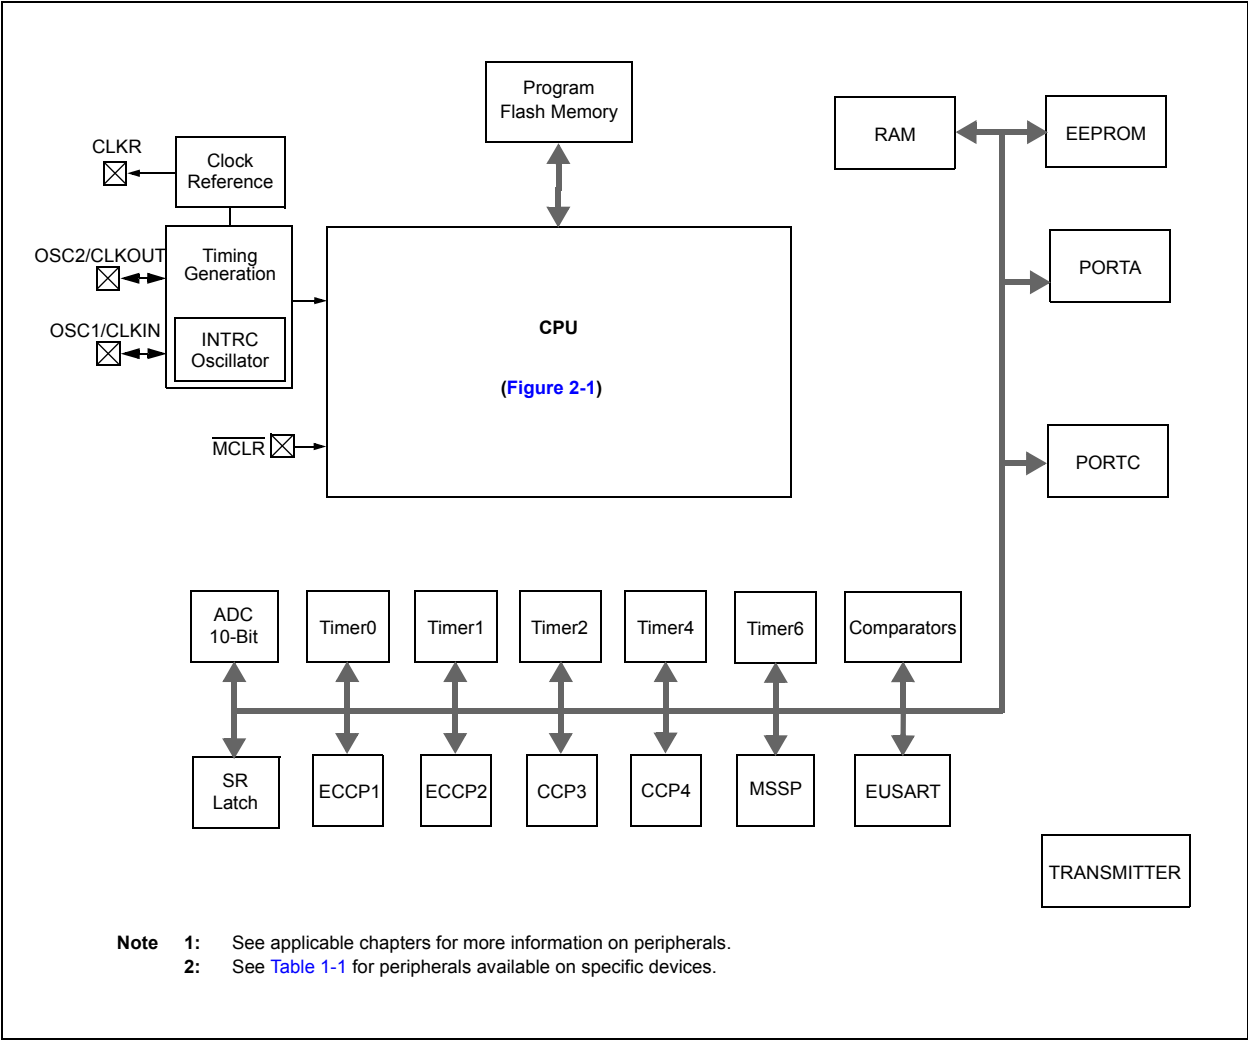 Program
Flash Memory
RAM
EEPROM
CLKR
Clock
Reference
OSC2/CLKOUT
Timing
Generation
PORTA
OSC1/CLKIN
INTRC
Oscillator
CPU
(Figure 2-1)
MCLR
PORTC
ADC
10-Bit
Timer0
Timer1
Timer2
Timer4
Timer6
Comparators
SR
Latch
ECCP1
ECCP2
CCP3
CCP4
MSSP
EUSART
TRANSMITTER
Note 1: See applicable chapters for more information on peripherals.
2: See Table 1-1 for peripherals available on specific devices.